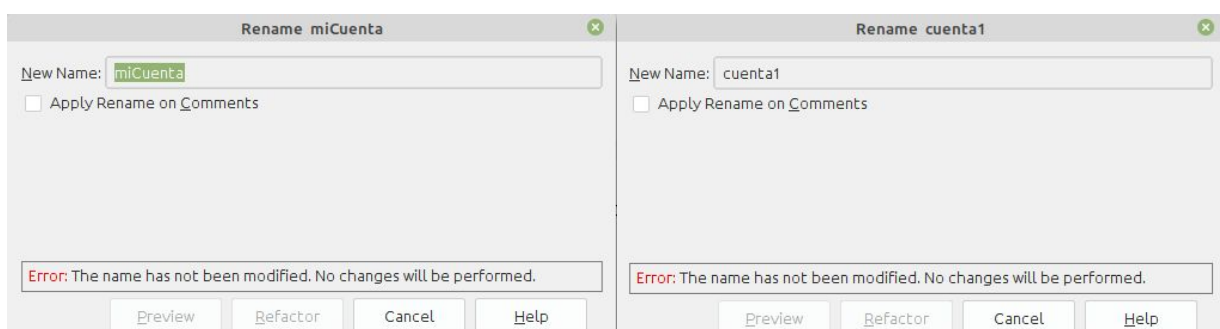 Rename miCuenta
New Name: miCuenta
Apply Rename on Comments
Error: The name has not been modified. No changes will be performed.
Preview Refactor Cancel Help
Rename cuenta1
New Name: cuenta1
Apply Rename on Comments
Error: The name has not been modified. No changes will be performed.
Preview Refactor Cancel Help